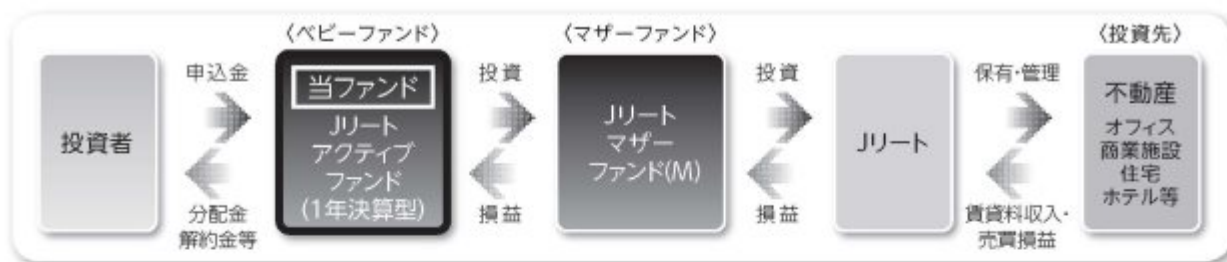 〈ベビーファンド〉
〈マザーファンド〉
〈投資先〉
投資者
申込金
分配金
解約金等
当ファンド
Jリート
アクティブ
ファンド
(1年決算型)
投資
損益
Jリート
マザー
ファンド(M)
投資
損益
Jリート
保有・管理
賃貸料収入・
売買損益
不動産
オフィス
商業施設
住宅
ホテル等